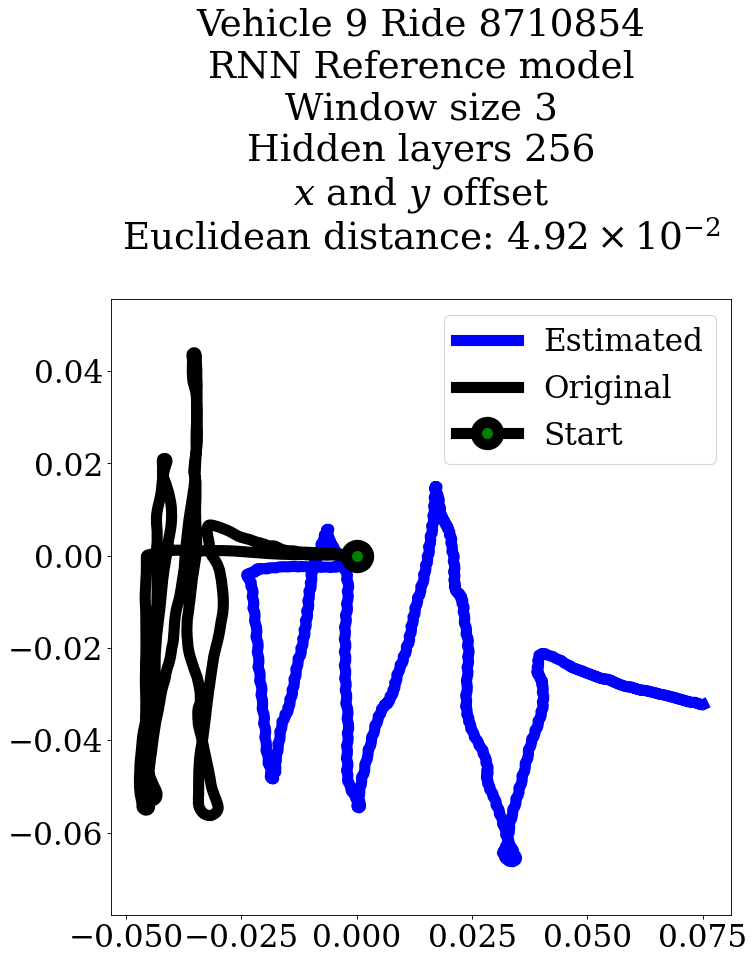 Vehicle 9 Ride 8710854
RNN Reference model
Window size 3
Hidden layers 256
x and y offset
Euclidean distance: 4.92 × 10⁻²
Estimated
Original
Start
0.04
0.02
0.00
−0.02
−0.04
−0.06
−0.050 −0.025 0.000 0.025 0.050 0.075